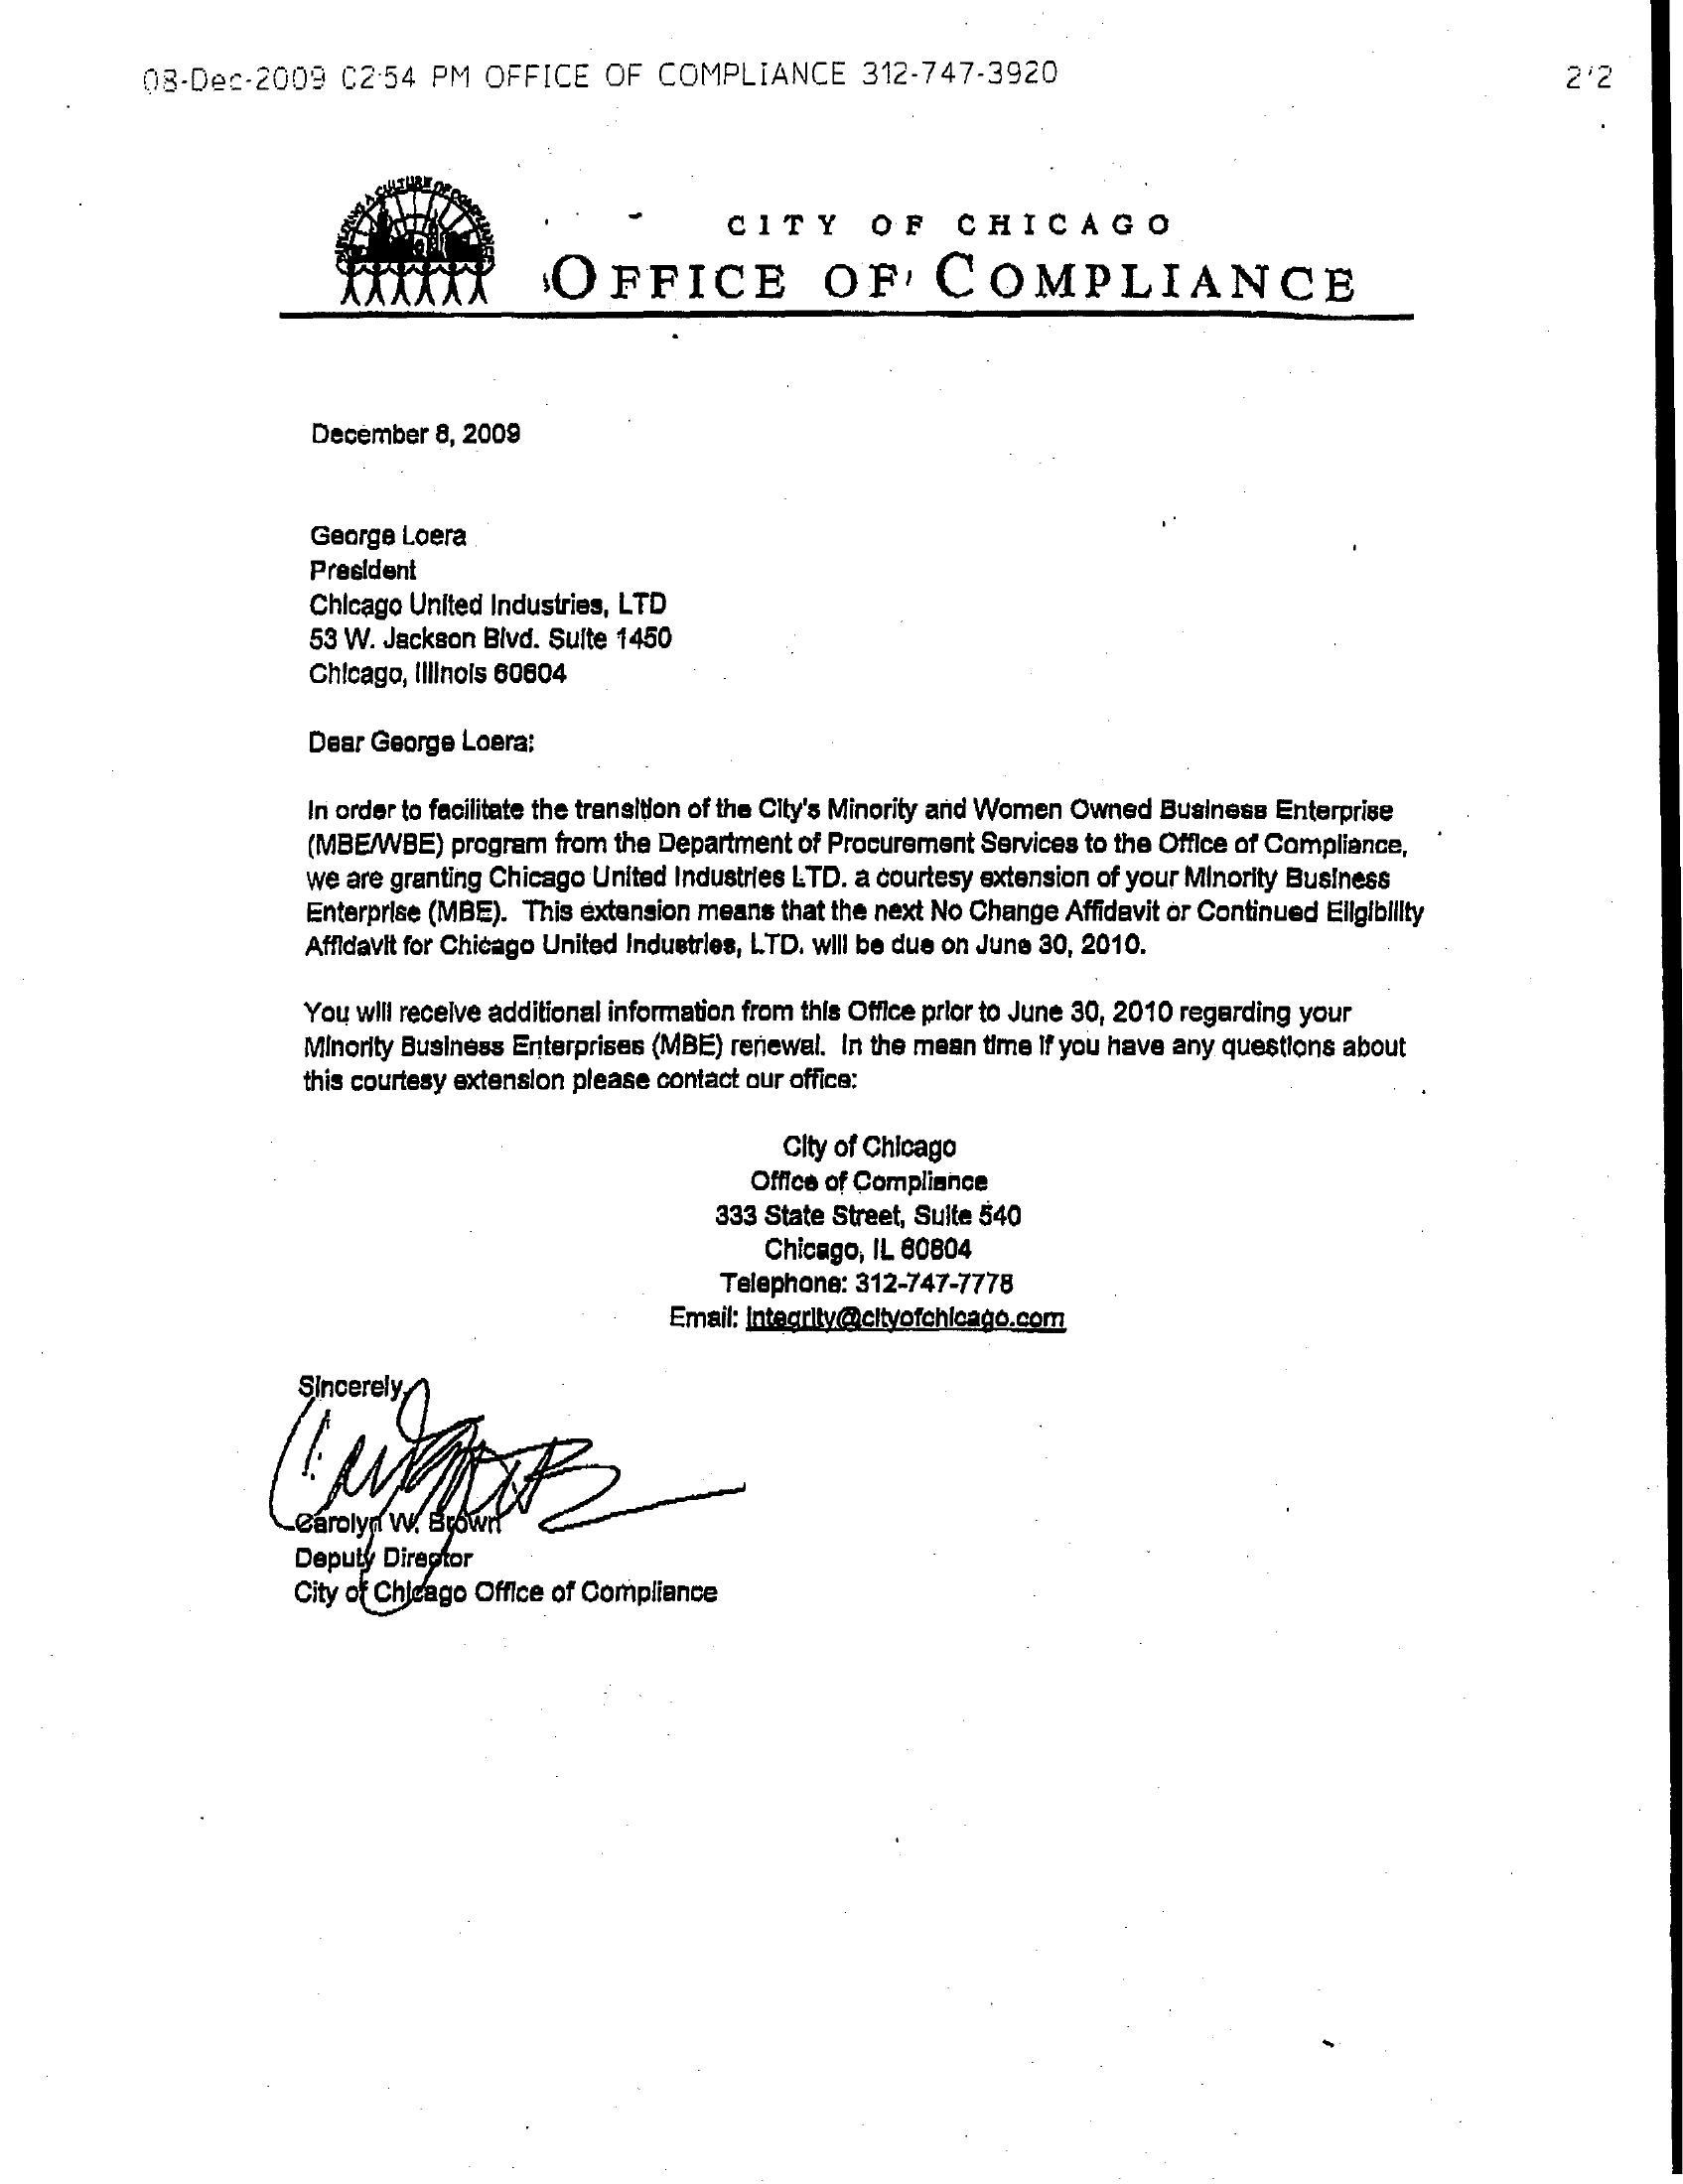 08-Dec-2009 02:54 PM OFFICE OF COMPLIANCE 312-747-3920 2/2
BUILDING A CULTURE OF COMPLIANCE
CITY OF CHICAGO
OFFICE OF COMPLIANCE
December 8, 2009
George Loera
President
Chicago United Industries, LTD
53 W. Jackson Blvd. Suite 1450
Chicago, Illinois 60604
Dear George Loera:
In order to facilitate the transition of the City's Minority and Women Owned Business Enterprise
(MBE/WBE) program from the Department of Procurement Services to the Office of Compliance,
we are granting Chicago United Industries LTD. a courtesy extension of your Minority Business
Enterprise (MBE). This extension means that the next No Change Affidavit or Continued Eligibility
Affidavit for Chicago United Industries, LTD. will be due on June 30, 2010.
You will receive additional information from this Office prior to June 30, 2010 regarding your
Minority Business Enterprises (MBE) renewal. In the mean time if you have any questions about
this courtesy extension please contact our office:
City of Chicago
Office of Compliance
333 State Street, Suite 540
Chicago, IL 60604
Telephone: 312-747-7778
Email: Integrity@cityofchicago.com
Sincerely,
Carolyn W. Brown
Deputy Director
City of Chicago Office of Compliance